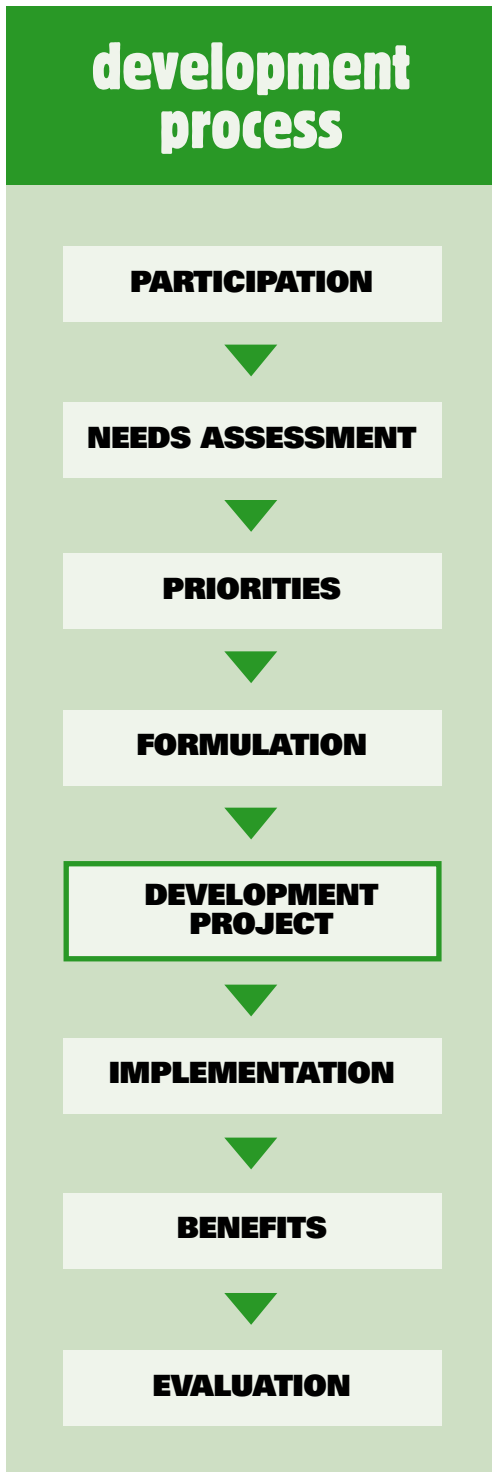 development
process
PARTICIPATION
NEEDS ASSESSMENT
PRIORITIES
FORMULATION
DEVELOPMENT
PROJECT
IMPLEMENTATION
BENEFITS
EVALUATION